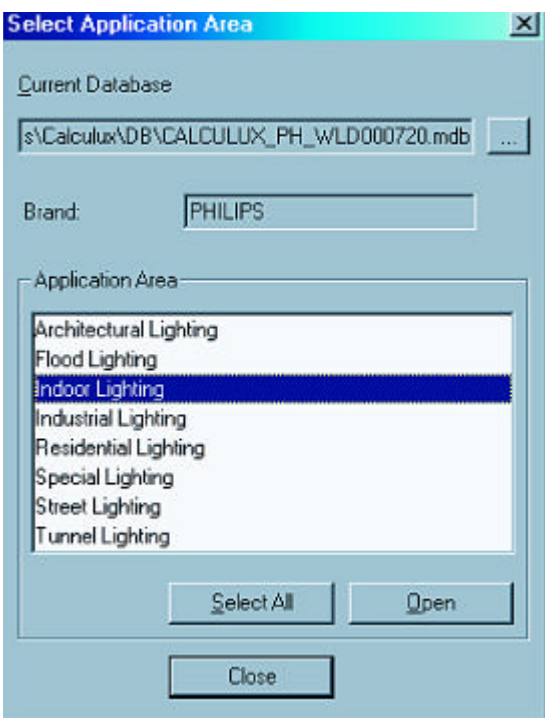 Select Application Area
Current Database
s\Calculux\DB\CALCULUX_PH_WLD000720.mdb ...
Brand: PHILIPS
Application Area
Architectural Lighting
Flood Lighting
Indoor Lighting
Industrial Lighting
Residential Lighting
Special Lighting
Street Lighting
Tunnel Lighting
Select All Open
Close